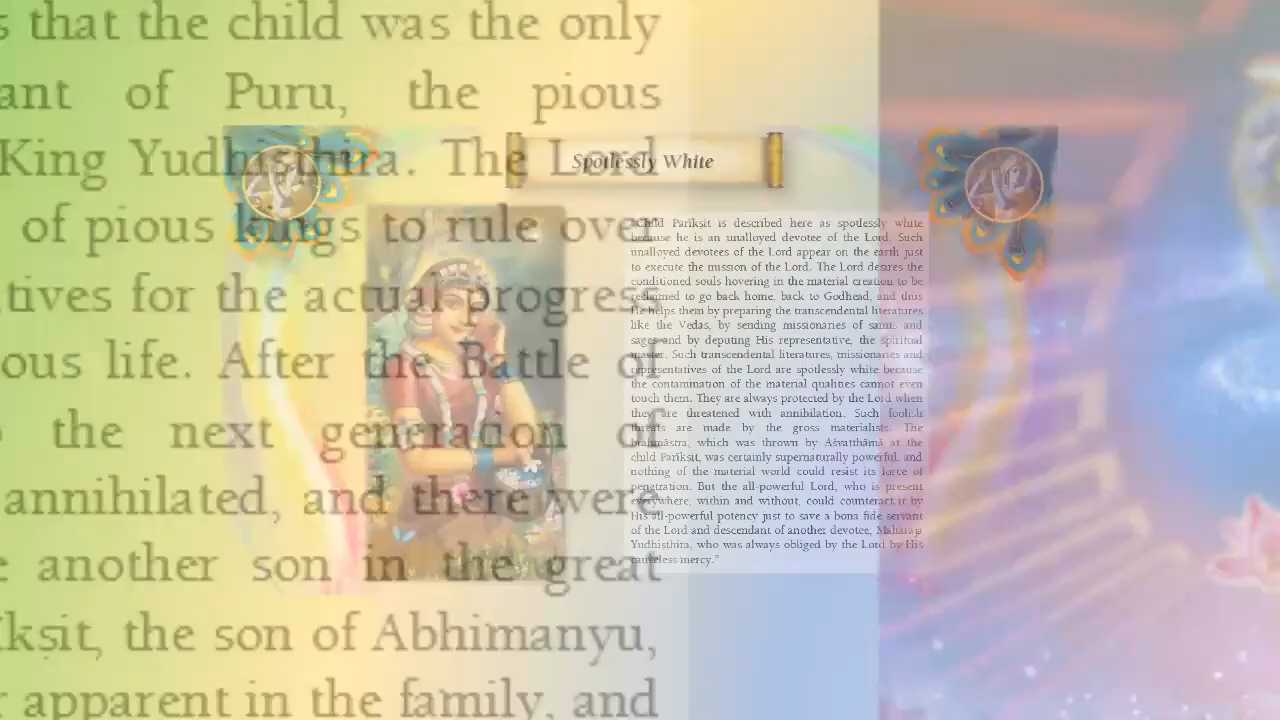 s that the child was the only
ant of Puru, the pious
King Yudhisthira. The Lord
of pious kings to rule over
tives for the actual progress
ous life. After the Battle of
the next generation of
annihilated, and there were
e another son in the great
kṣit, the son of Abhimanyu,
r apparent in the family, and
Spotlessly White
"Child Parīkṣit is described here as spotlessly white
because he is an unalloyed devotee of the Lord. Such
unalloyed devotees of the Lord appear on the earth just
to execute the mission of the Lord. The Lord desires the
conditioned souls hovering in the material creation to be
reclaimed to go back home, back to Godhead, and thus
He helps them by preparing the transcendental literatures
like the Vedas, by sending missionaries of saints and
sages and by deputing His representative, the spiritual
master. Such transcendental literatures, missionaries and
representatives of the Lord are spotlessly white because
the contamination of the material qualities cannot even
touch them. They are always protected by the Lord when
they are threatened with annihilation. Such foolish
threats are made by the gross materialists. The
brahmāstra, which was thrown by Aśvatthāmā at the
child Parīkṣit, was certainly supernaturally powerful, and
nothing of the material world could resist its force of
penetration. But the all-powerful Lord, who is present
everywhere, within and without, could counteract it by
His all-powerful potency just to save a bona fide servant
of the Lord and descendant of another devotee, Mahārāja
Yudhiṣṭhira, who was always obliged by the Lord by His
causeless mercy."